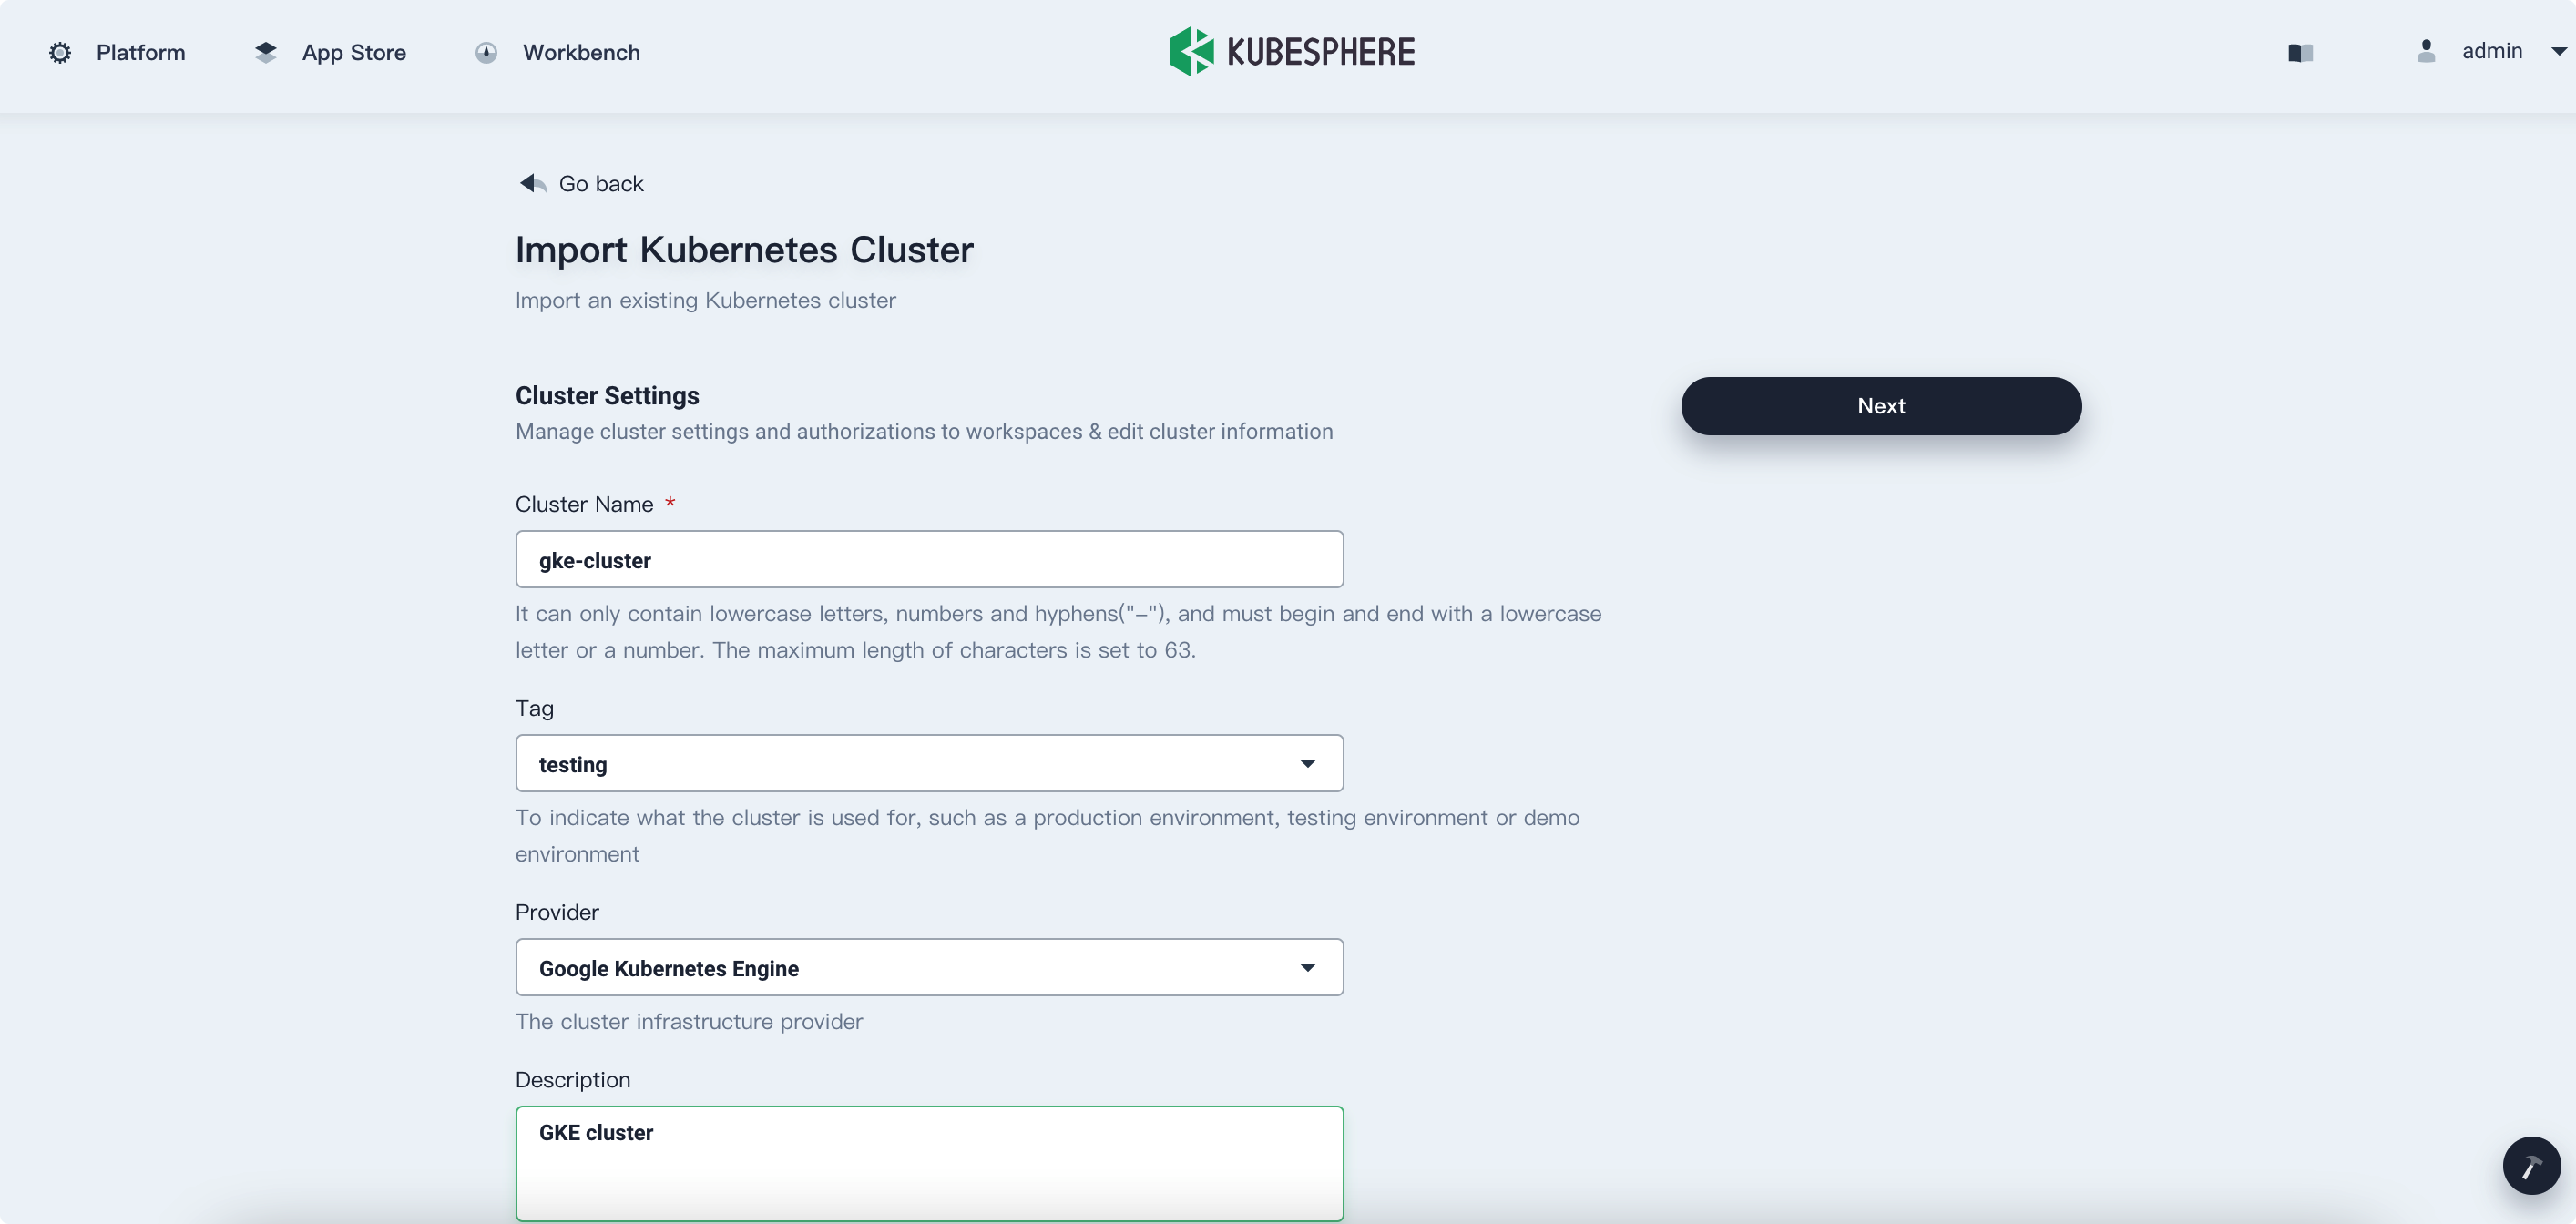 Platform
App Store
Workbench
KUBESPHERE
admin
Go back
Import Kubernetes Cluster
Import an existing Kubernetes cluster
Cluster Settings
Manage cluster settings and authorizations to workspaces & edit cluster information
Next
Cluster Name *
gke-cluster
It can only contain lowercase letters, numbers and hyphens("-"), and must begin and end with a lowercase
letter or a number. The maximum length of characters is set to 63.
Tag
testing
To indicate what the cluster is used for, such as a production environment, testing environment or demo
environment
Provider
Google Kubernetes Engine
The cluster infrastructure provider
Description
GKE cluster